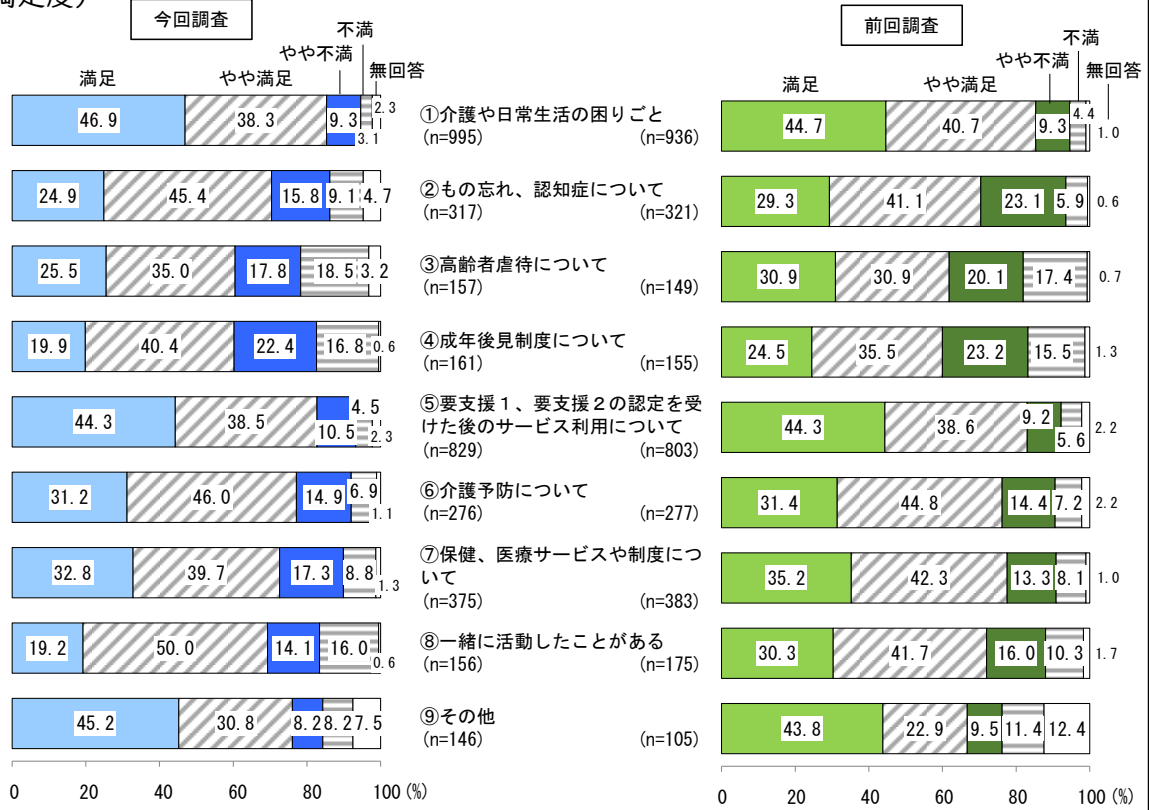 満足度）
今回調査
前回調査
不満
やや不満
無回答
満足
やや満足
不満
やや不満
無回答
満足
やや満足
46.9 38.3 9.3 3.1 2.3
①介護や日常生活の困りごと
(n=995) (n=936)
44.7 40.7 9.3 4.4 1.0
24.9 45.4 15.8 9.1 4.7
②もの忘れ、認知症について
(n=317) (n=321)
29.3 41.1 23.1 5.9 0.6
25.5 35.0 17.8 18.5 3.2
③高齢者虐待について
(n=157) (n=149)
30.9 30.9 20.1 17.4 0.7
19.9 40.4 22.4 16.8 0.6
④成年後見制度について
(n=161) (n=155)
24.5 35.5 23.2 15.5 1.3
44.3 38.5 10.5 4.5 2.3
⑤要支援１、要支援２の認定を受
けた後のサービス利用について
(n=829) (n=803)
44.3 38.6 9.2 5.6 2.2
31.2 46.0 14.9 6.9 1.1
⑥介護予防について
(n=276) (n=277)
31.4 44.8 14.4 7.2 2.2
32.8 39.7 17.3 8.8 1.3
⑦保健、医療サービスや制度につ
いて
(n=375) (n=383)
35.2 42.3 13.3 8.1 1.0
19.2 50.0 14.1 16.0 0.6
⑧一緒に活動したことがある
(n=156) (n=175)
30.3 41.7 16.0 10.3 1.7
45.2 30.8 8.2 8.2 7.5
⑨その他
(n=146) (n=105)
43.8 22.9 9.5 11.4 12.4
0 20 40 60 80 100 (%)
0 20 40 60 80 100 (%)